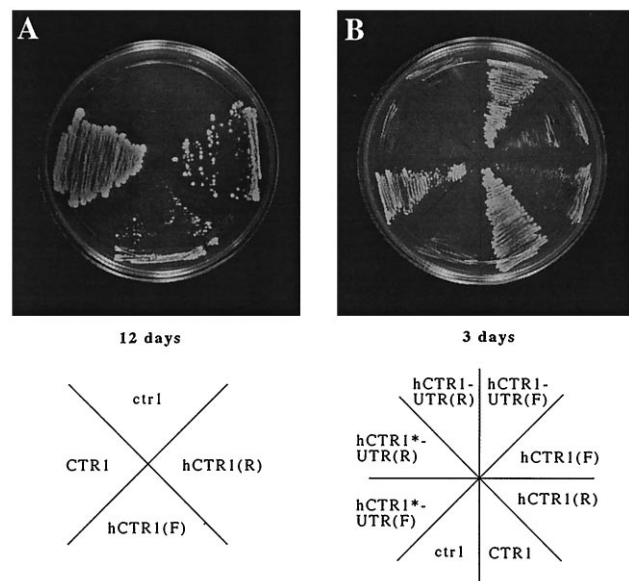 A
B
12 days
3 days
ctr1
CTR1
hCTR1(R)
hCTR1(F)
hCTR1-
UTR(R)
hCTR1-
UTR(F)
hCTR1*-
UTR(R)
hCTR1(F)
hCTR1*-
UTR(F)
hCTR1(R)
ctr1
CTR1